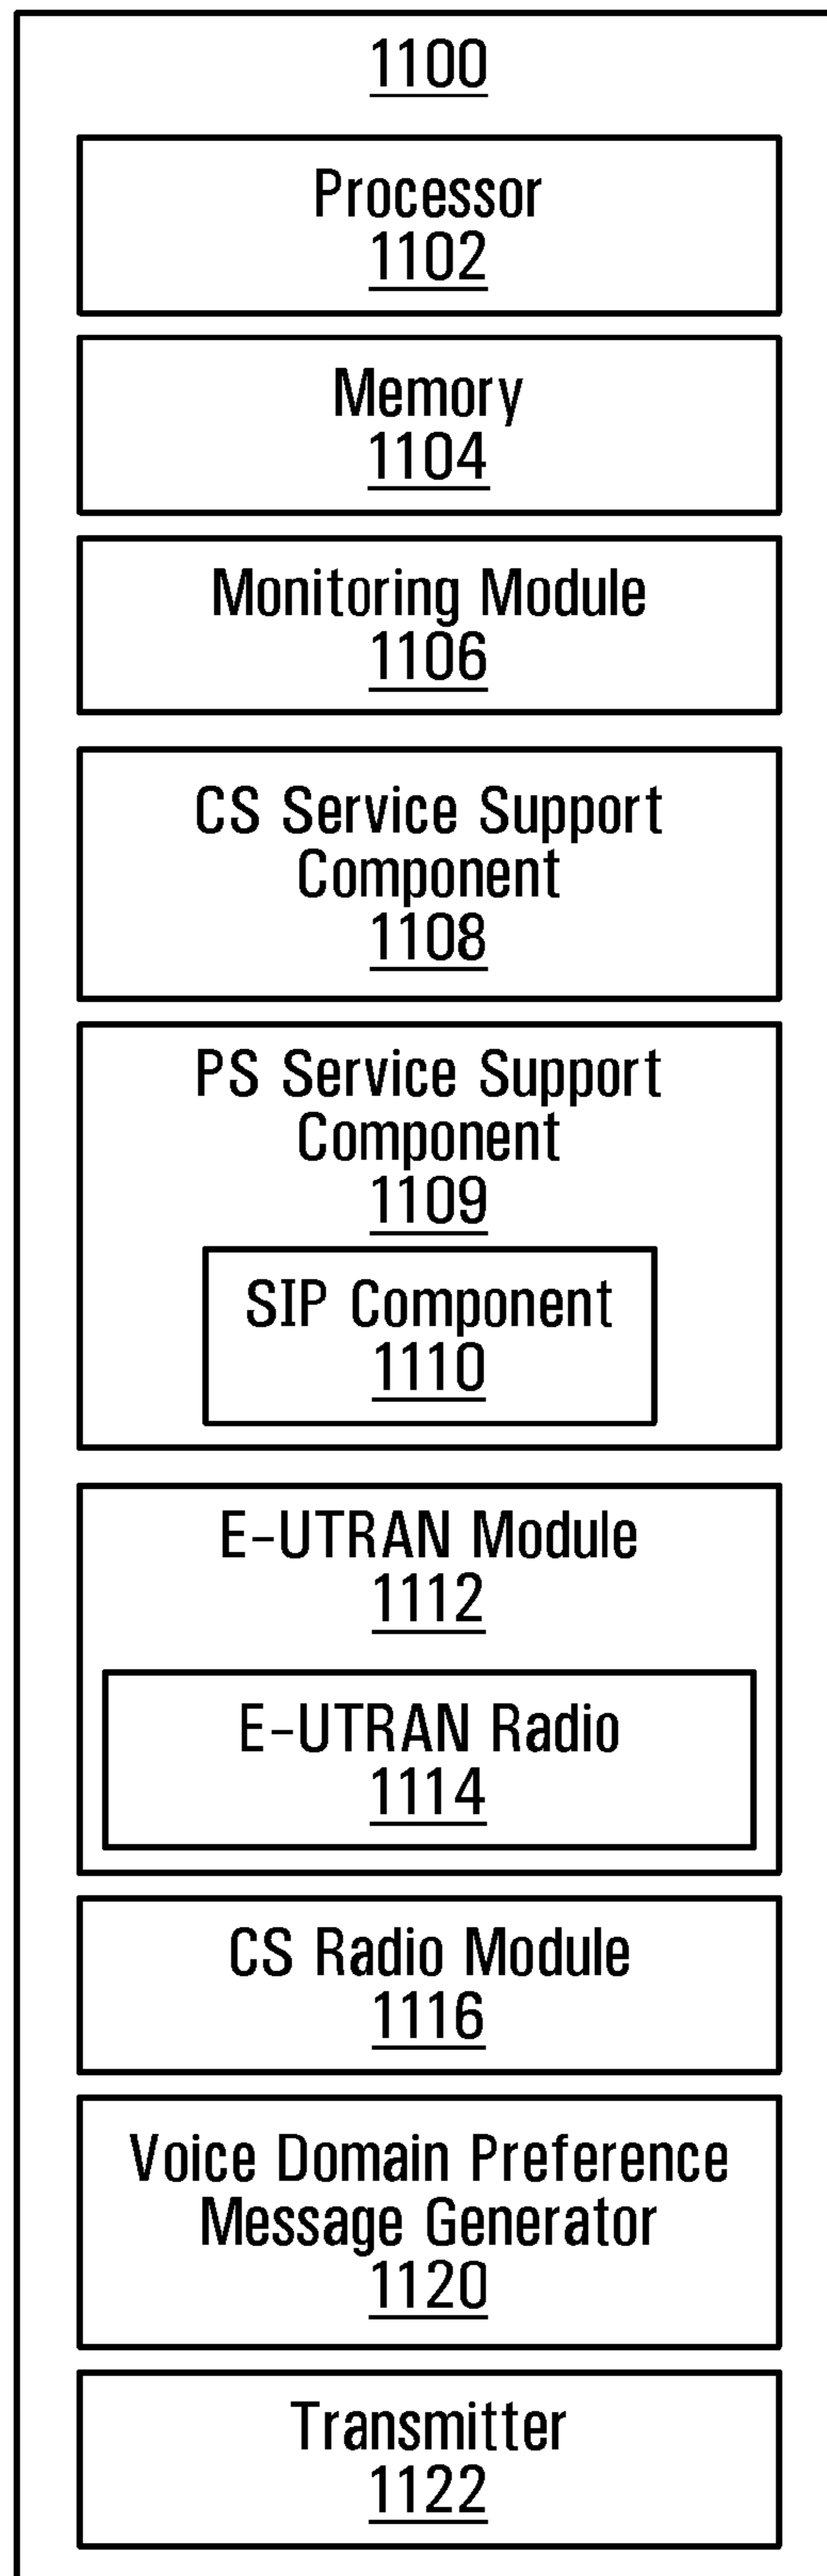 1100
Processor
1102
Memory
1104
Monitoring Module
1106
CS Service Support
Component
1108
PS Service Support
Component
1109
SIP Component
1110
E-UTRAN Module
1112
E-UTRAN Radio
1114
CS Radio Module
1116
Voice Domain Preference
Message Generator
1120
Transmitter
1122